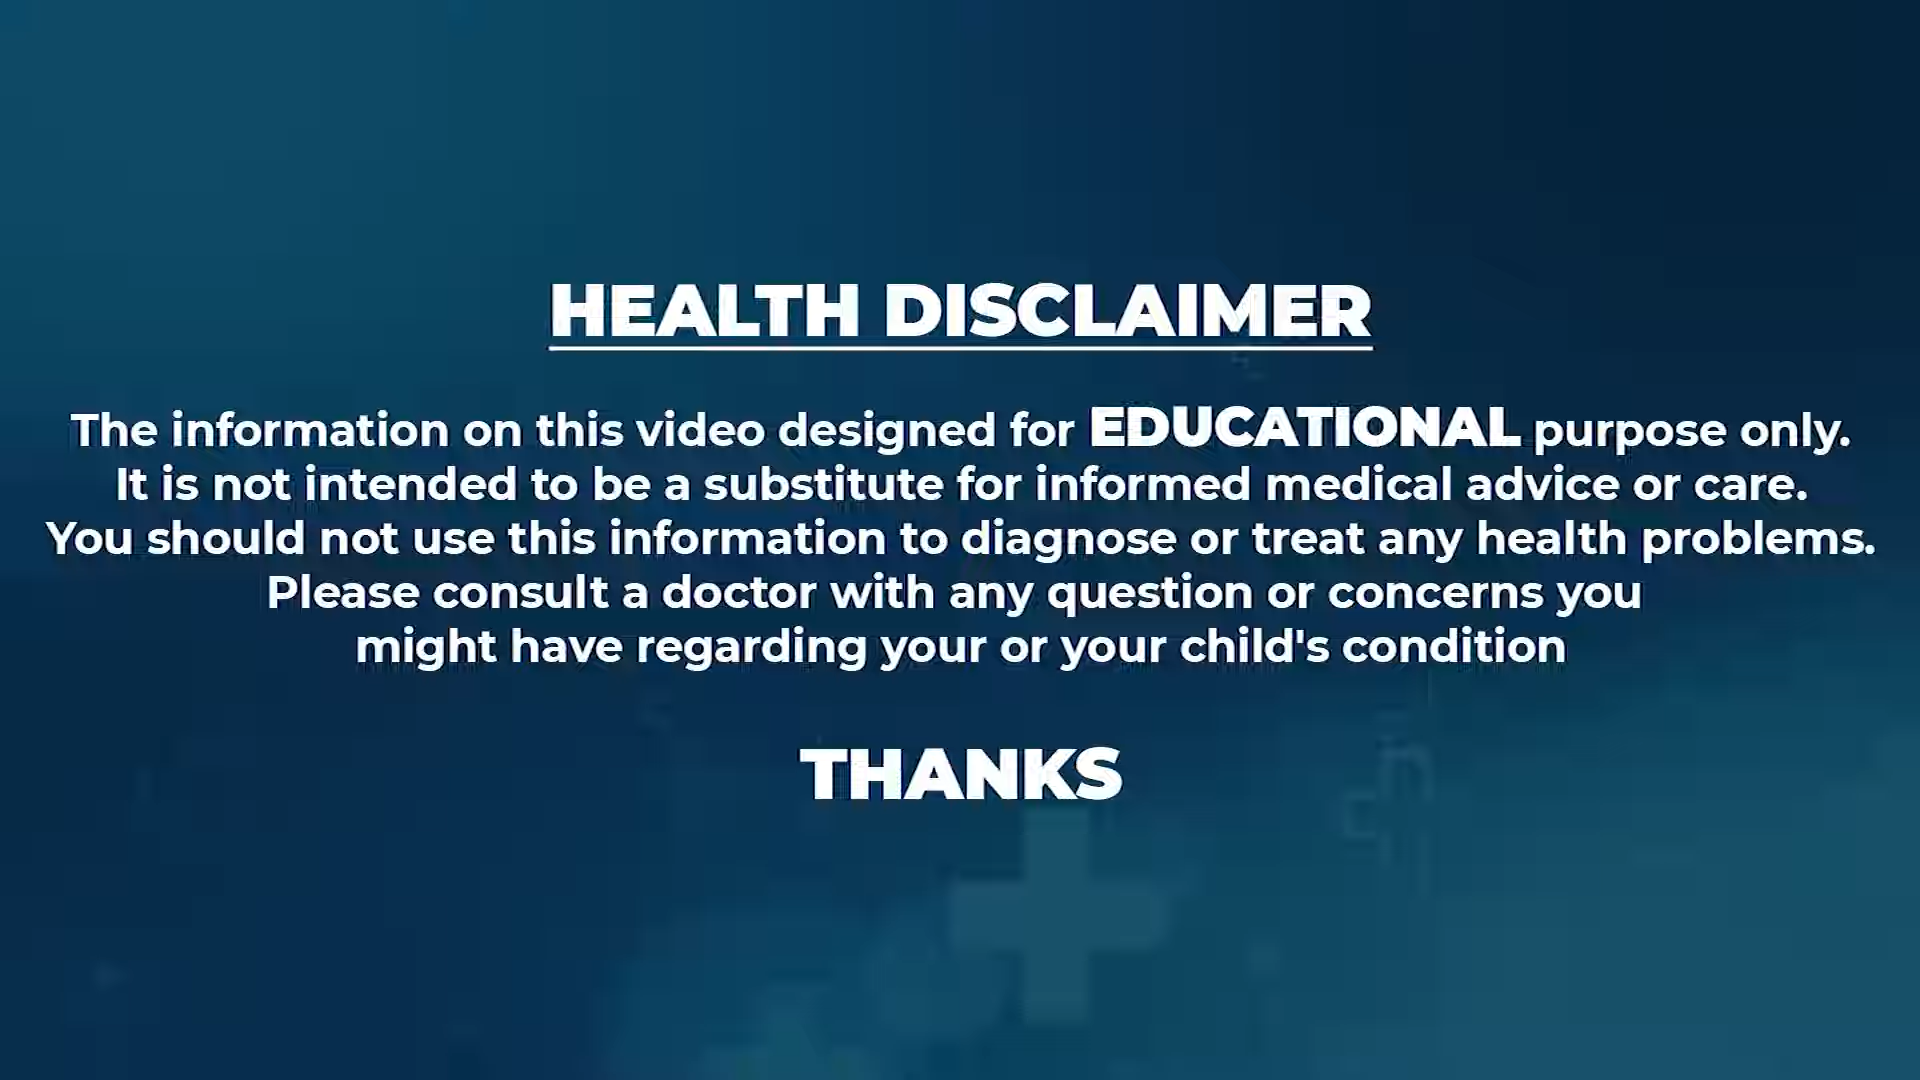 HEALTH DISCLAIMER
The information on this video designed for EDUCATIONAL purpose only.
It is not intended to be a substitute for informed medical advice or care.
You should not use this information to diagnose or treat any health problems.
Please consult a doctor with any question or concerns you
might have regarding your or your child's condition
THANKS